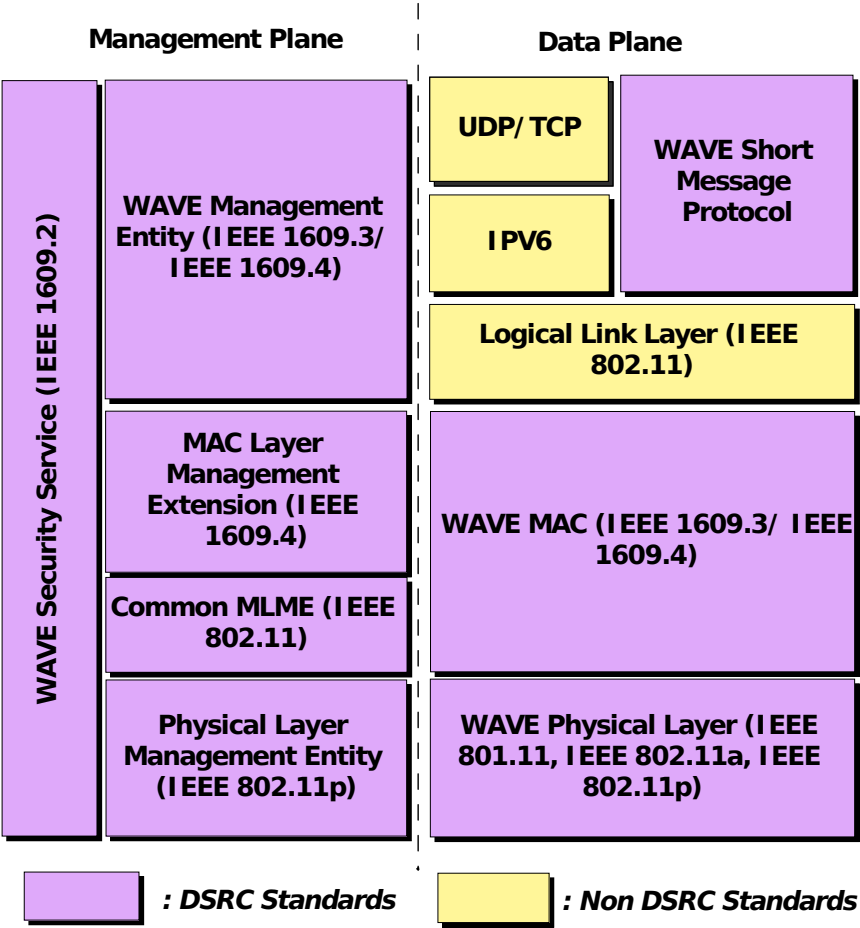 Management Plane
Data Plane
WAVE Security Service (IEEE 1609.2)
WAVE Management
Entity (IEEE 1609.3/
IEEE 1609.4)
MAC Layer
Management
Extension (IEEE
1609.4)
Common MLME (IEEE
802.11)
Physical Layer
Management Entity
(IEEE 802.11p)
UDP/ TCP
WAVE Short
Message
Protocol
IPV6
Logical Link Layer (IEEE
802.11)
WAVE MAC (IEEE 1609.3/ IEEE
1609.4)
WAVE Physical Layer (IEEE
801.11, IEEE 802.11a, IEEE
802.11p)
: DSRC Standards
: Non DSRC Standards